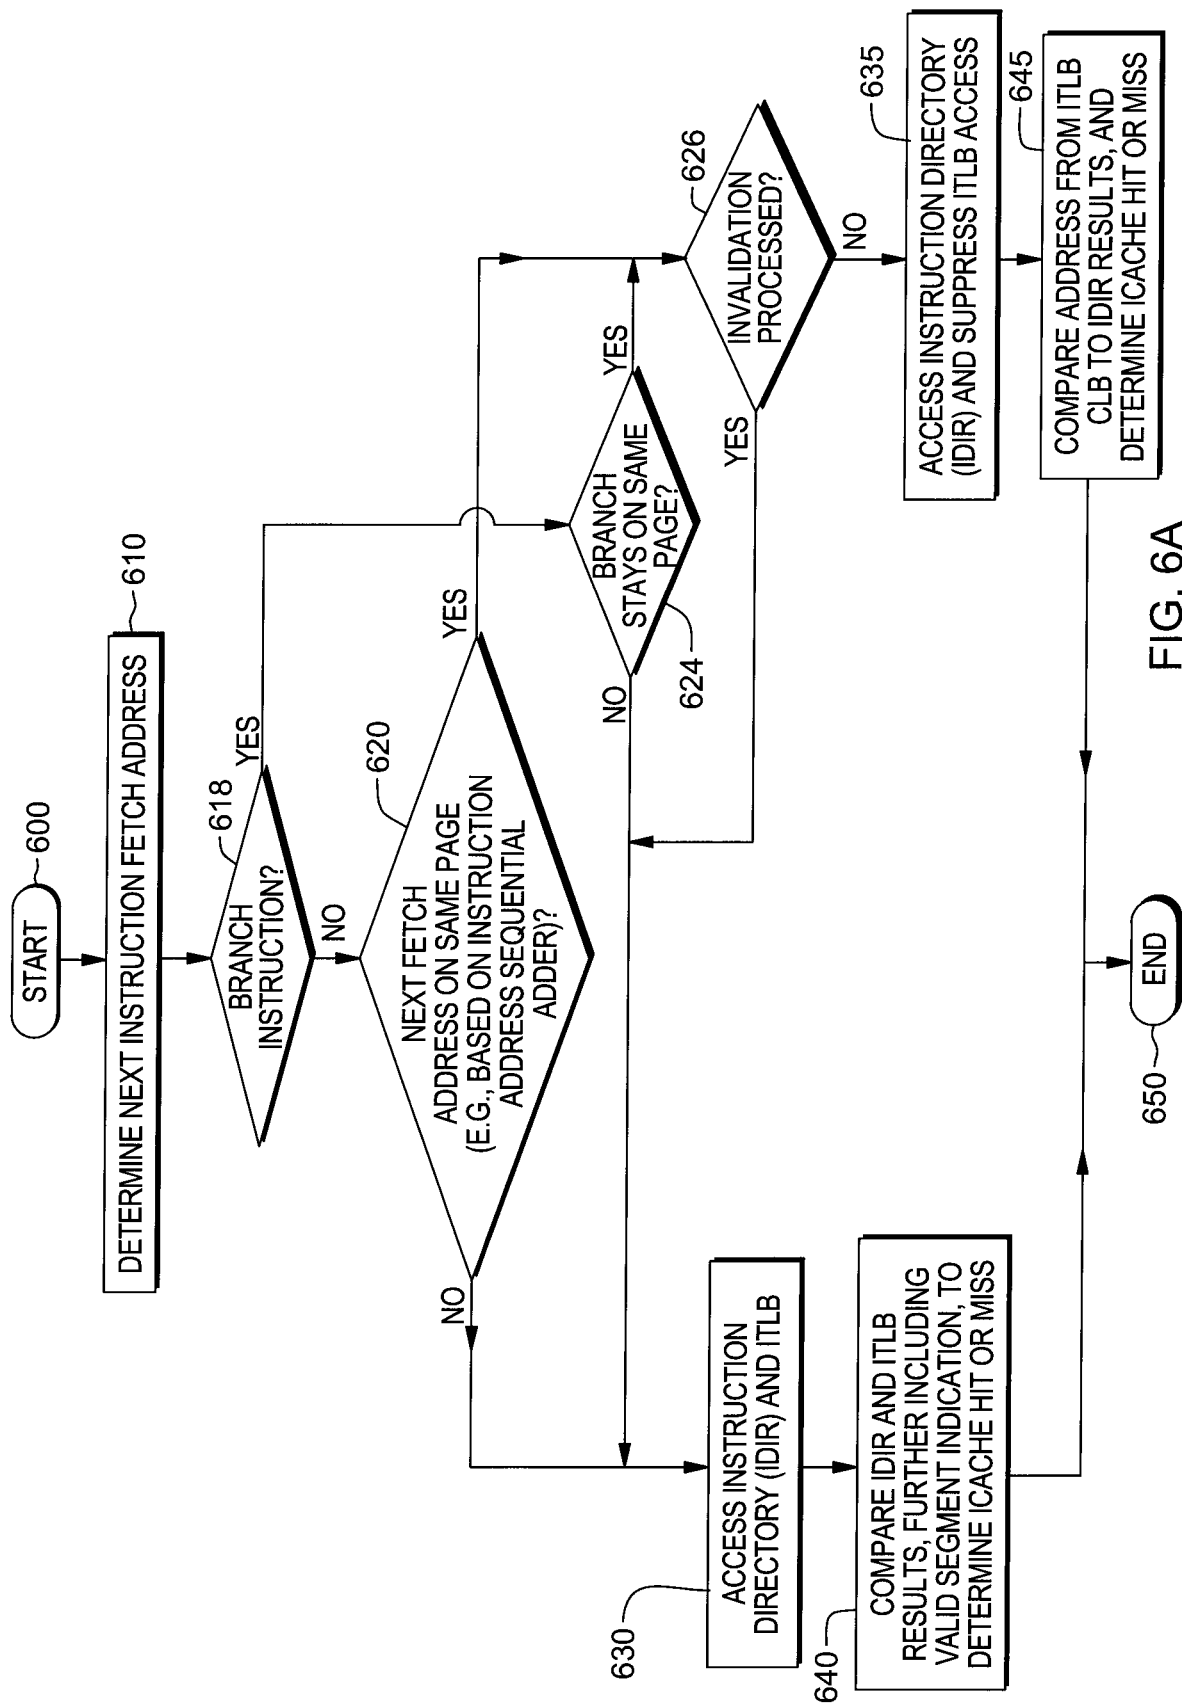 START
600
DETERMINE NEXT INSTRUCTION FETCH ADDRESS
610
BRANCH
INSTRUCTION?
618
YES
NO
NEXT FETCH
ADDRESS ON SAME PAGE
(E.G., BASED ON INSTRUCTION
ADDRESS SEQUENTIAL
ADDER)?
620
YES
NO
BRANCH
STAYS ON SAME
PAGE?
624
YES
NO
INVALIDATION
PROCESSED?
626
YES
NO
ACCESS INSTRUCTION
DIRECTORY (IDIR) AND ITLB
630
ACCESS INSTRUCTION DIRECTORY
(IDIR) AND SUPPRESS ITLB ACCESS
635
COMPARE IDIR AND ITLB
RESULTS, FURTHER INCLUDING
VALID SEGMENT INDICATION, TO
DETERMINE ICACHE HIT OR MISS
640
COMPARE ADDRESS FROM ITLB
CLB TO IDIR RESULTS, AND
DETERMINE ICACHE HIT OR MISS
645
END
650
FIG. 6A